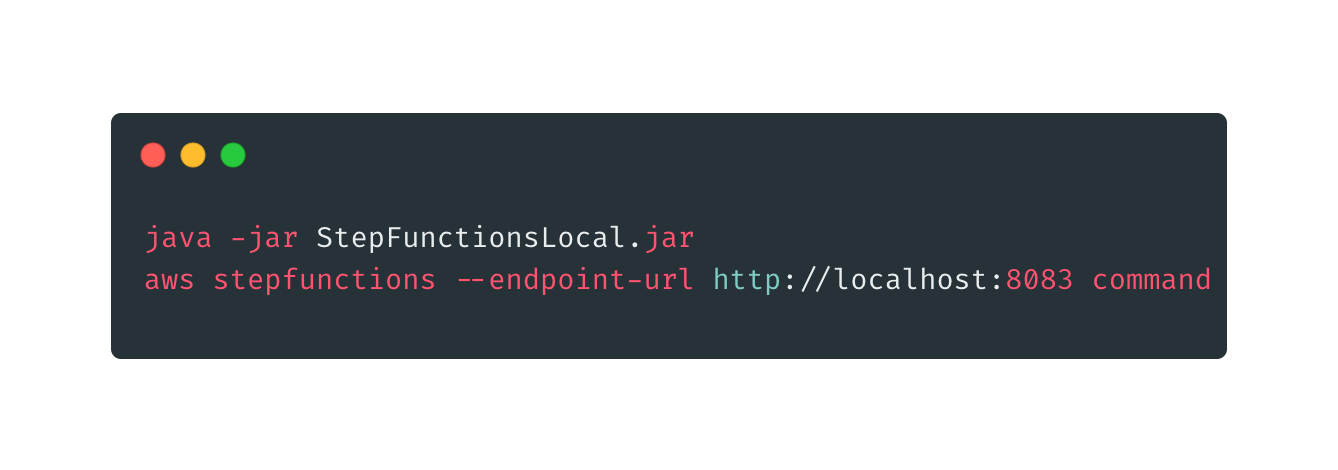 java -jar StepFunctionsLocal.jar
aws stepfunctions --endpoint-url http://localhost:8083 command